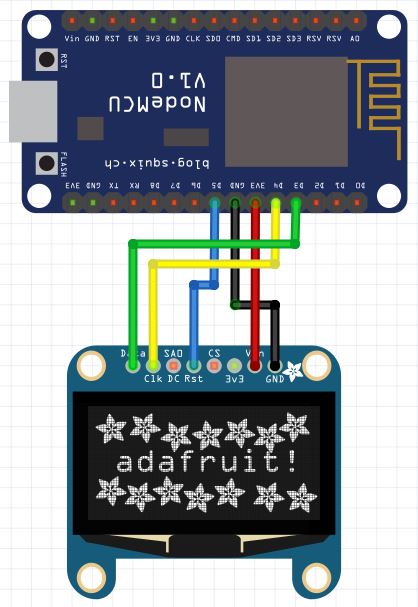 Vin GND RST EN 3V3 GND CLK SD0 CMD SD1 SD2 SD3 RSV RSV A0
RST
NodeMCU
V1.0
FLASH
blog.squix.ch
3V3 GND TX RX D8 D7 D6 D5 GND 3V3 D4 D3 D2 D1 D0
Data SA0 CS Vin
Clk DC Rst 3v3 GND
adafruit!